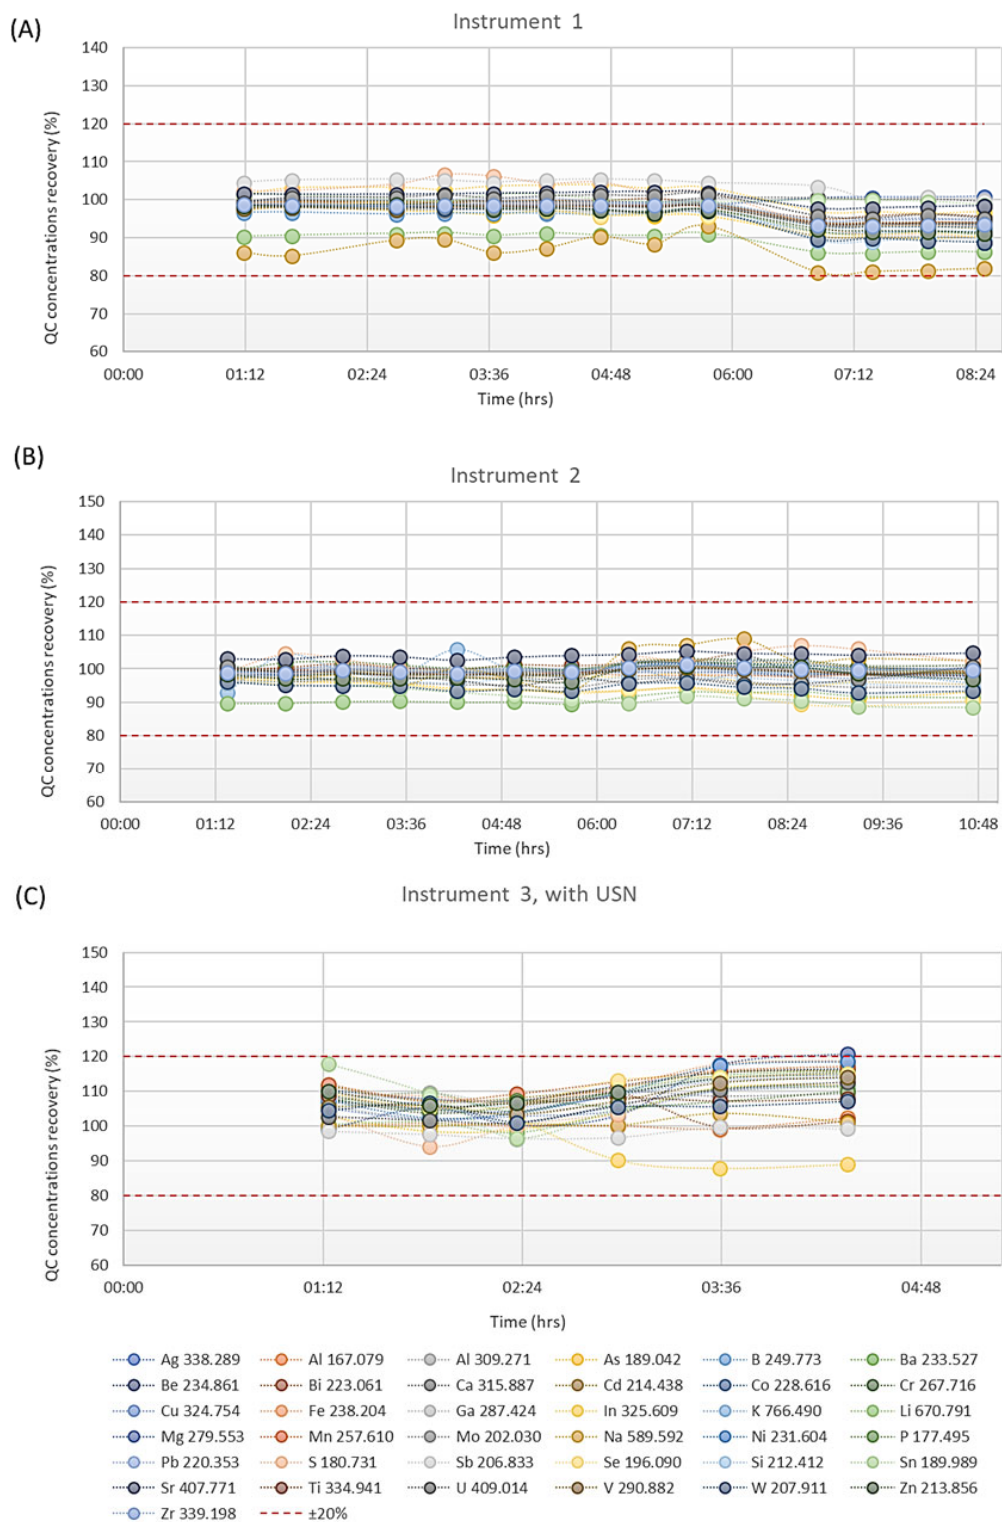 (A)
Instrument 1
QC concentrations recovery (%)
140
130
120
110
100
90
80
70
60
00:00 01:12 02:24 03:36 04:48 06:00 07:12 08:24
Time (hrs)
(B)
Instrument 2
QC concentrations recovery (%)
150
140
130
120
110
100
90
80
70
60
00:00 01:12 02:24 03:36 04:48 06:00 07:12 08:24 09:36 10:48
Time (hrs)
(C)
Instrument 3, with USN
QC concentrations recovery (%)
150
140
130
120
110
100
90
80
70
60
00:00 01:12 02:24 03:36 04:48
Time (hrs)
Ag 338.289 Al 167.079 Al 309.271 As 189.042 B 249.773 Ba 233.527
Be 234.861 Bi 223.061 Ca 315.887 Cd 214.438 Co 228.616 Cr 267.716
Cu 324.754 Fe 238.204 Ga 287.424 In 325.609 K 766.490 Li 670.791
Mg 279.553 Mn 257.610 Mo 202.030 Na 589.592 Ni 231.604 P 177.495
Pb 220.353 S 180.731 Sb 206.833 Se 196.090 Si 212.412 Sn 189.989
Sr 407.771 Ti 334.941 U 409.014 V 290.882 W 207.911 Zn 213.856
Zr 339.198 ±20%